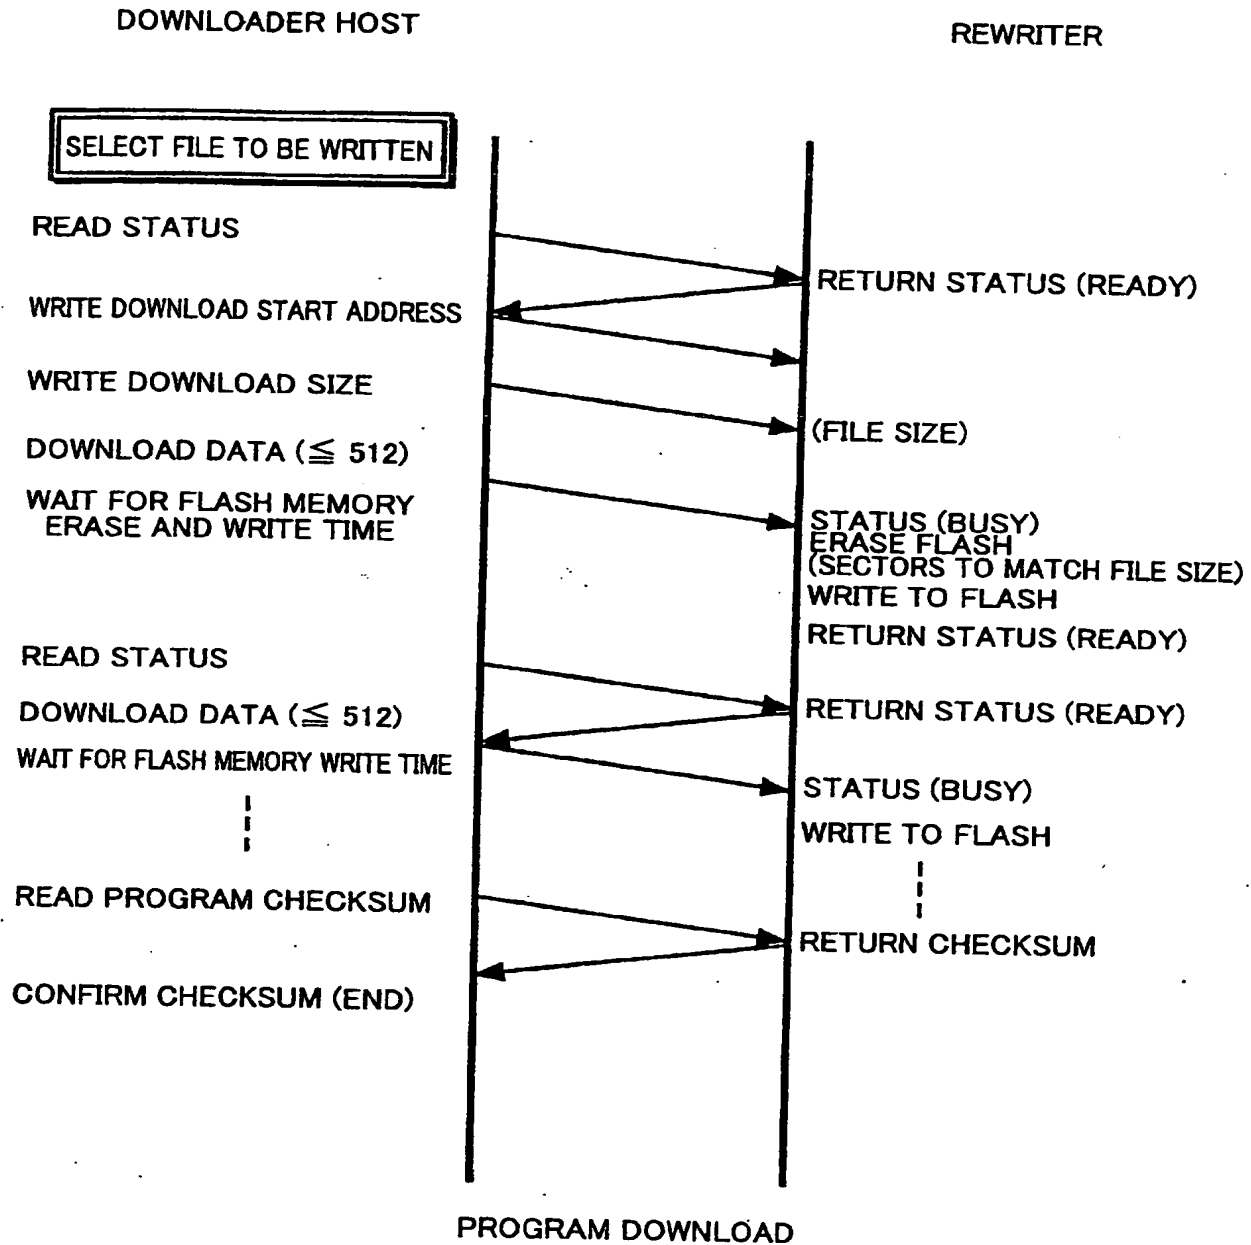 DOWNLOADER HOST
REWRITER
SELECT FILE TO BE WRITTEN
READ STATUS
RETURN STATUS (READY)
WRITE DOWNLOAD START ADDRESS
WRITE DOWNLOAD SIZE
(FILE SIZE)
DOWNLOAD DATA (≦ 512)
WAIT FOR FLASH MEMORY
ERASE AND WRITE TIME
STATUS (BUSY)
ERASE FLASH
(SECTORS TO MATCH FILE SIZE)
WRITE TO FLASH
RETURN STATUS (READY)
READ STATUS
RETURN STATUS (READY)
DOWNLOAD DATA (≦ 512)
WAIT FOR FLASH MEMORY WRITE TIME
STATUS (BUSY)
WRITE TO FLASH
READ PROGRAM CHECKSUM
RETURN CHECKSUM
CONFIRM CHECKSUM (END)
PROGRAM DOWNLOAD